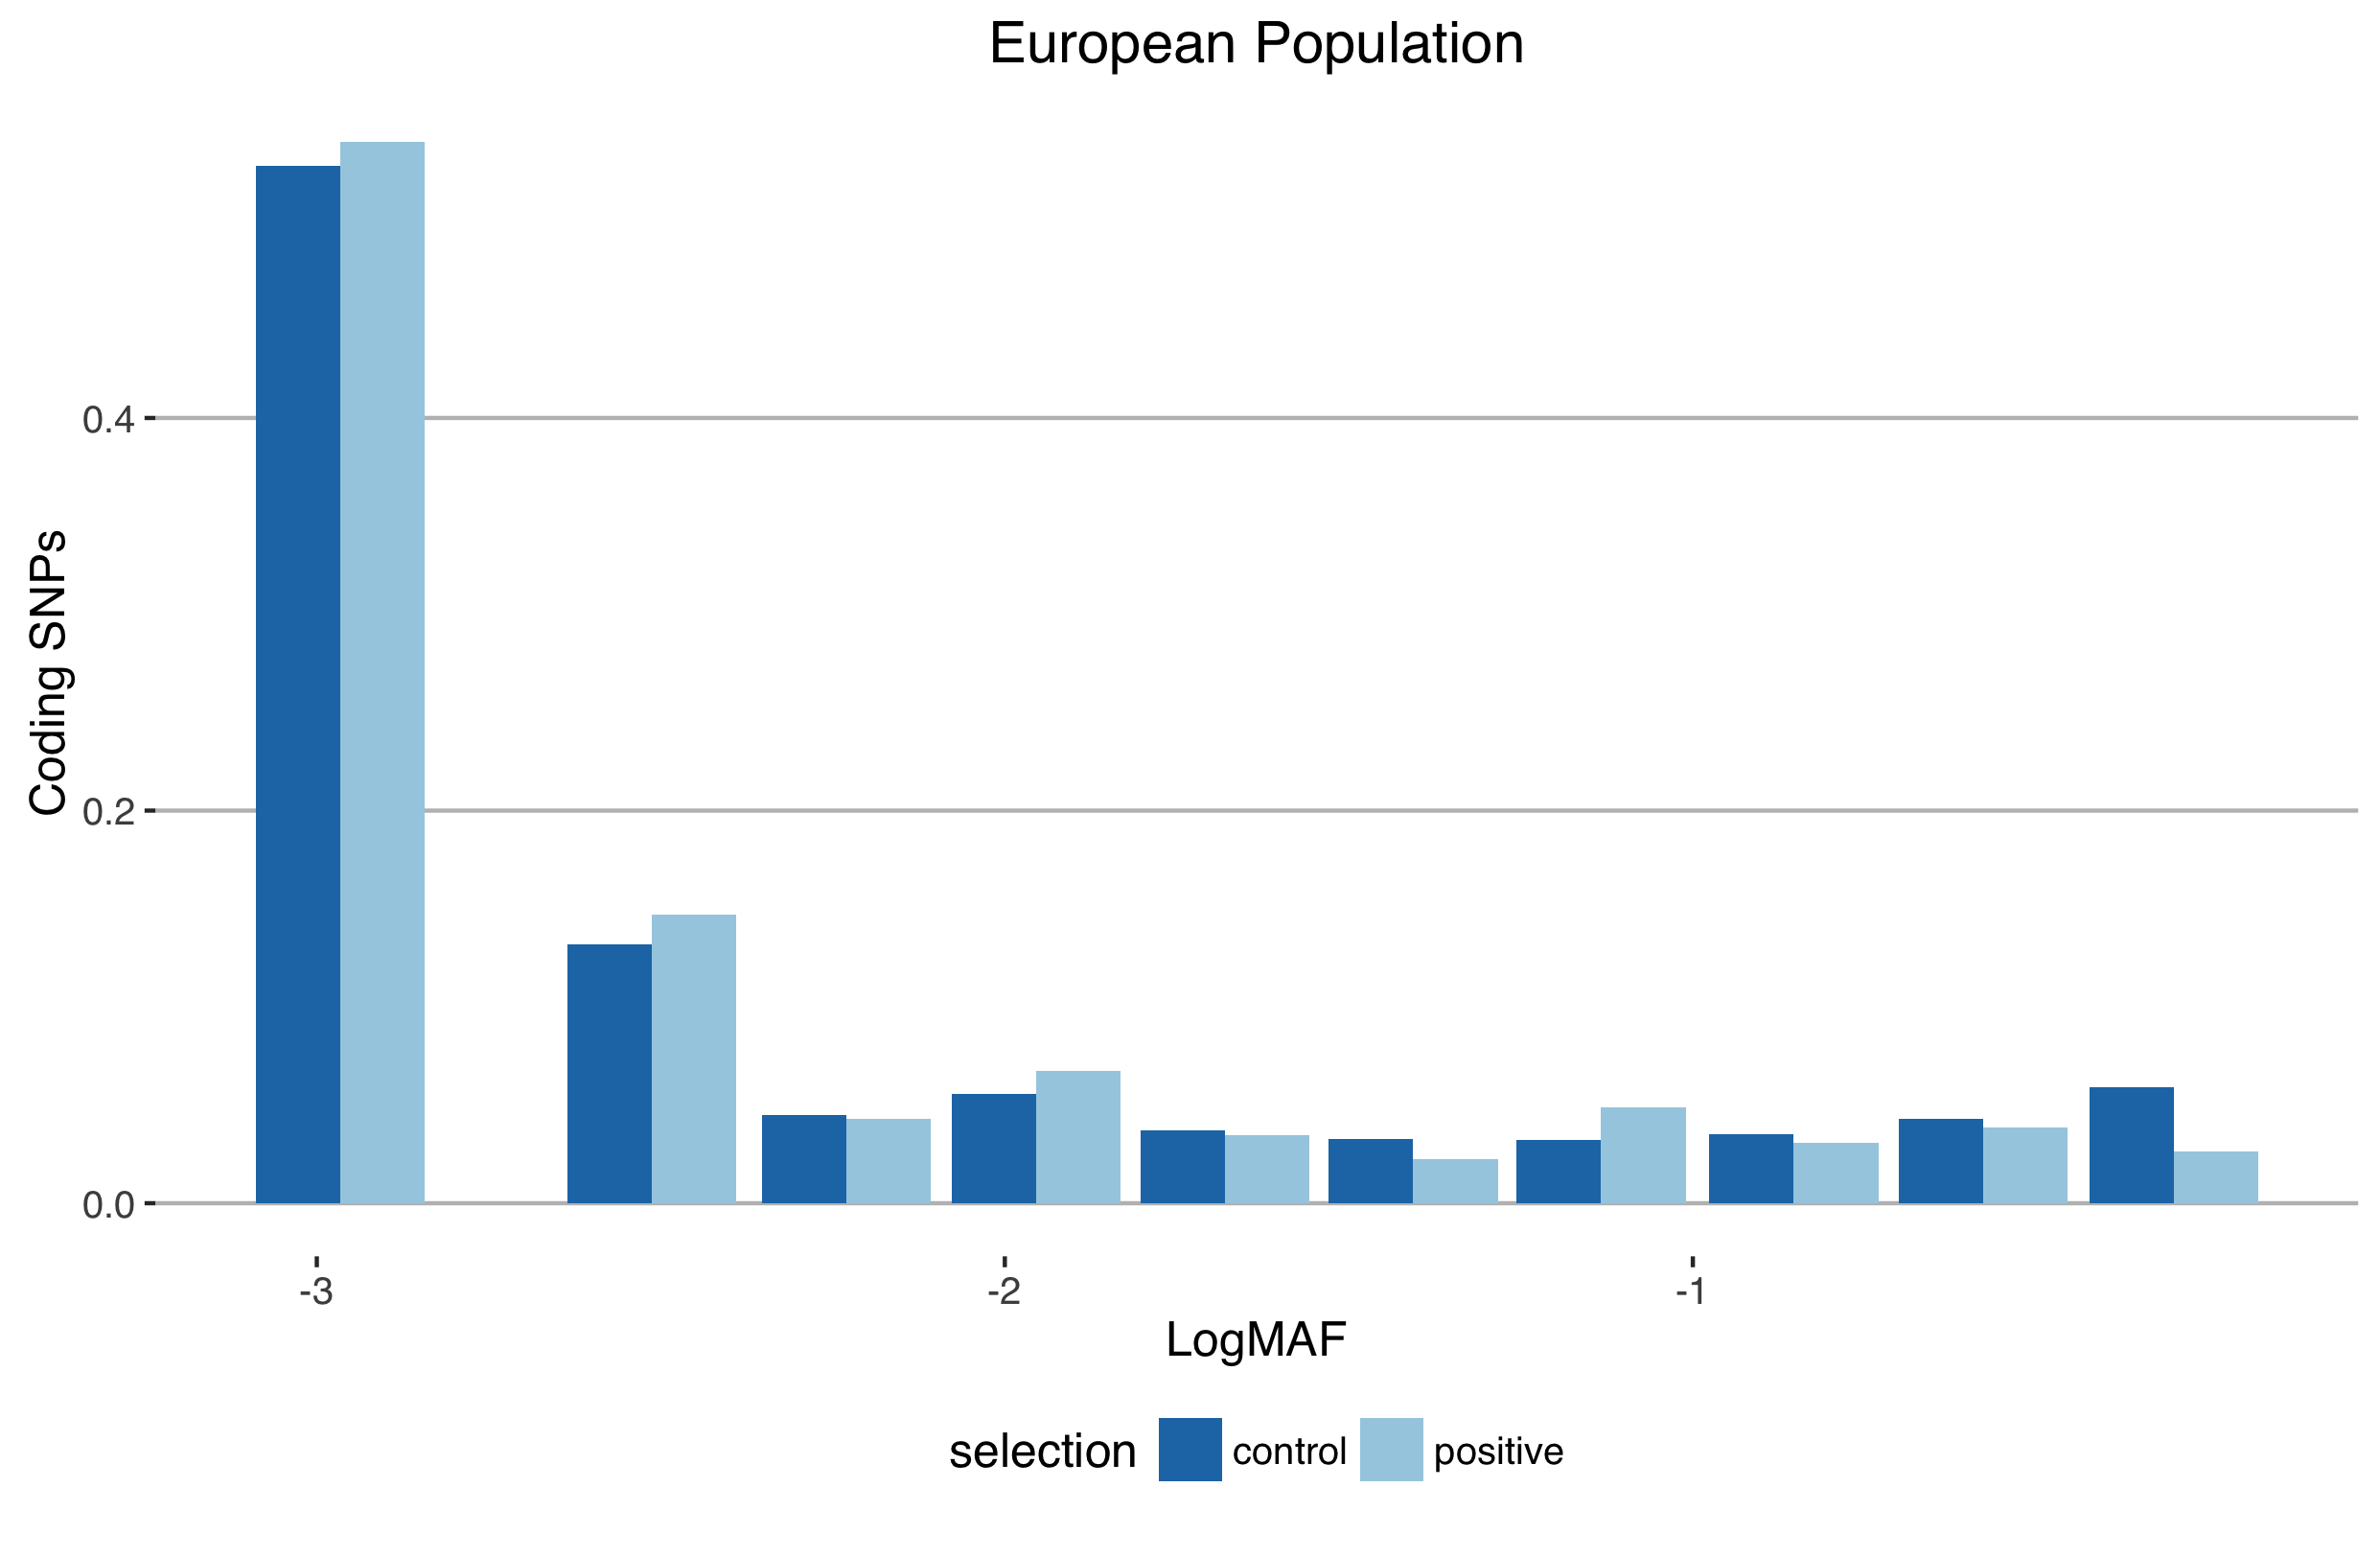 European Population
Coding SNPs
0.4
0.2
0.0
-3 -2 -1
LogMAF
selection control positive